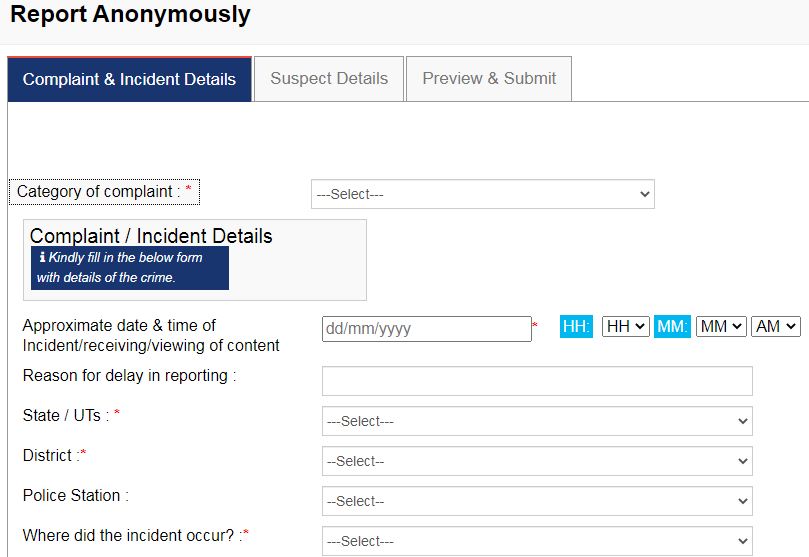 Report Anonymously
Complaint & Incident Details Suspect Details Preview & Submit
Category of complaint : * ---Select---
Complaint / Incident Details
i Kindly fill in the below form
with details of the crime.
Approximate date & time of
Incident/receiving/viewing of content dd/mm/yyyy * HH: HH MM: MM AM
Reason for delay in reporting :
State / UTs : * ---Select---
District :* --Select--
Police Station : --Select--
Where did the incident occur? :* ---Select---